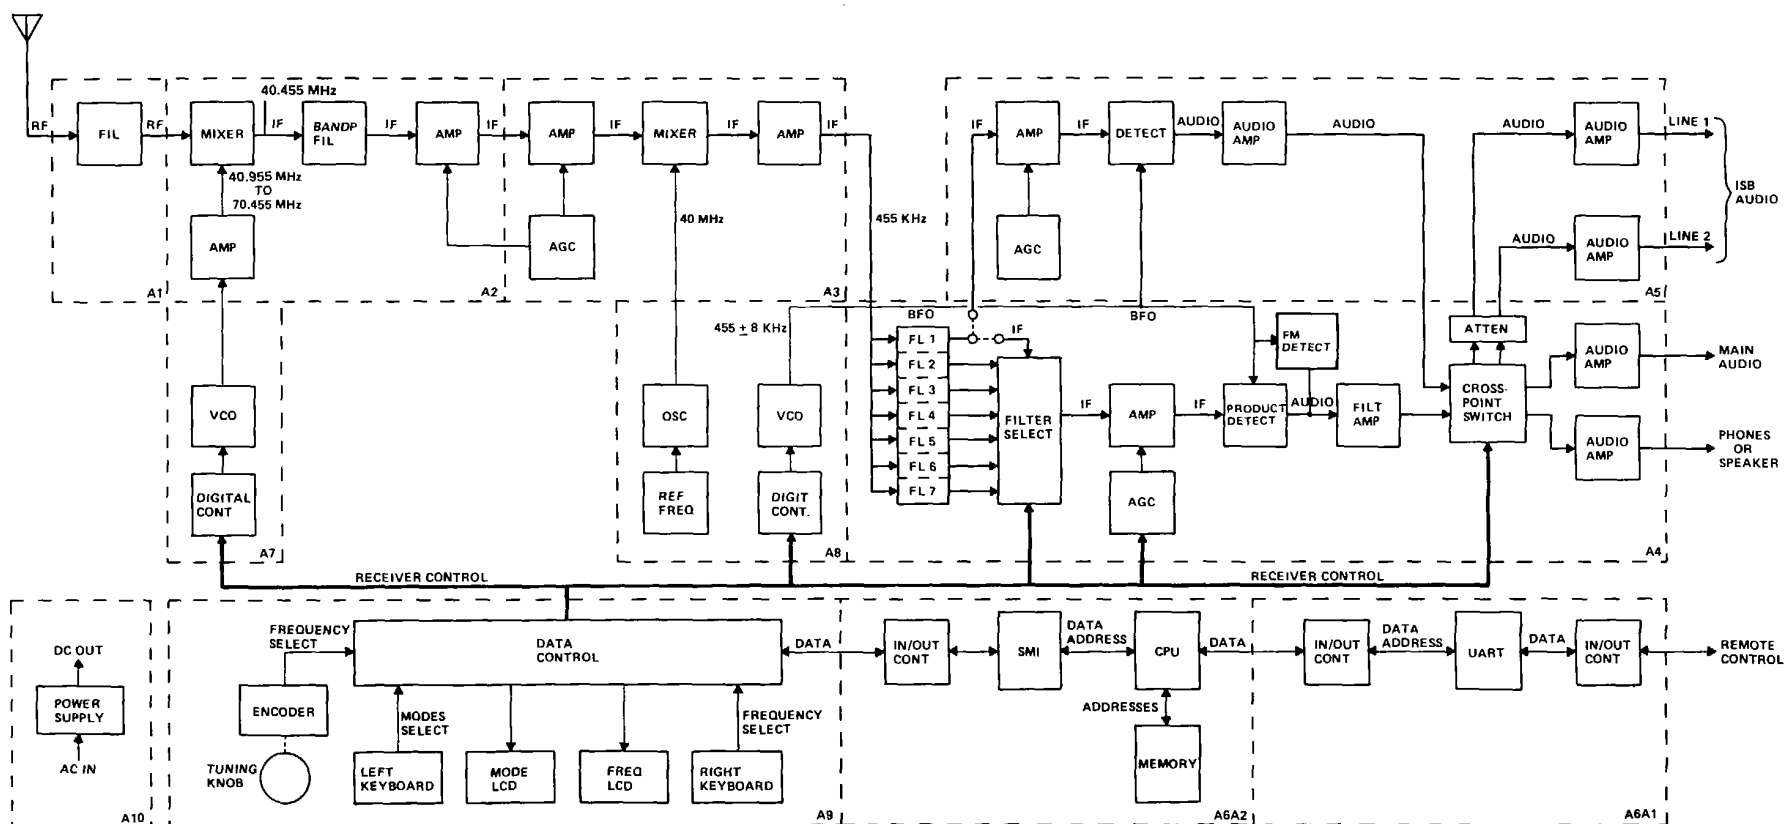 RF
FIL
RF
MIXER
40.455 MHz
IF
BANDP
FIL
IF
AMP
IF
AMP
IF
MIXER
IF
AMP
IF
40.955 MHz
TO
70.455 MHz
AMP
AGC
40 MHz
455 KHz
A1
A2
A3
IF
AMP
IF
DETECT
AUDIO
AUDIO
AMP
AUDIO
AGC
AUDIO
AUDIO
AMP
LINE 1
AUDIO
AUDIO
AMP
LINE 2
ISB
AUDIO
A5
VCO
DIGITAL
CONT
A7
455 ± 8 KHz
OSC
REF
FREQ
VCO
DIGIT
CONT.
A8
BFO
FL 1
FL 2
FL 3
FL 4
FL 5
FL 6
FL 7
IF
FILTER
SELECT
IF
AMP
AGC
IF
BFO
FM
DETECT
PRODUCT
DETECT
AUDIO
FILT
AMP
ATTEN
CROSS-
POINT
SWITCH
AUDIO
AMP
MAIN
AUDIO
AUDIO
AMP
PHONES
OR
SPEAKER
A4
RECEIVER CONTROL
RECEIVER CONTROL
DC OUT
POWER
SUPPLY
AC IN
A10
FREQUENCY
SELECT
DATA
CONTROL
ENCODER
TUNING
KNOB
MODES
SELECT
LEFT
KEYBOARD
MODE
LCD
FREQ
LCD
FREQUENCY
SELECT
RIGHT
KEYBOARD
A9
DATA
IN/OUT
CONT
SMI
DATA
ADDRESS
CPU
ADDRESSES
MEMORY
A6A2
DATA
IN/OUT
CONT
DATA
ADDRESS
UART
DATA
IN/OUT
CONT
REMOTE
CONTROL
A6A1